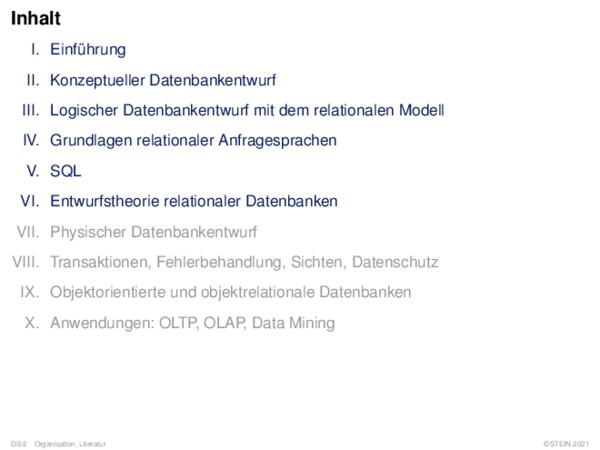 Inhalt
I. Einführung
II. Konzeptueller Datenbankentwurf
III. Logischer Datenbankentwurf mit dem relationalen Modell
IV. Grundlagen relationaler Anfragesprachen
V. SQL
VI. Entwurfstheorie relationaler Datenbanken
VII. Physischer Datenbankentwurf
VIII. Transaktionen, Fehlerbehandlung, Sichten, Datenschutz
IX. Objektorientierte und objektrelationale Datenbanken
X. Anwendungen: OLTP, OLAP, Data Mining
DB:2 Organisation, Literatur ©STEIN 2021